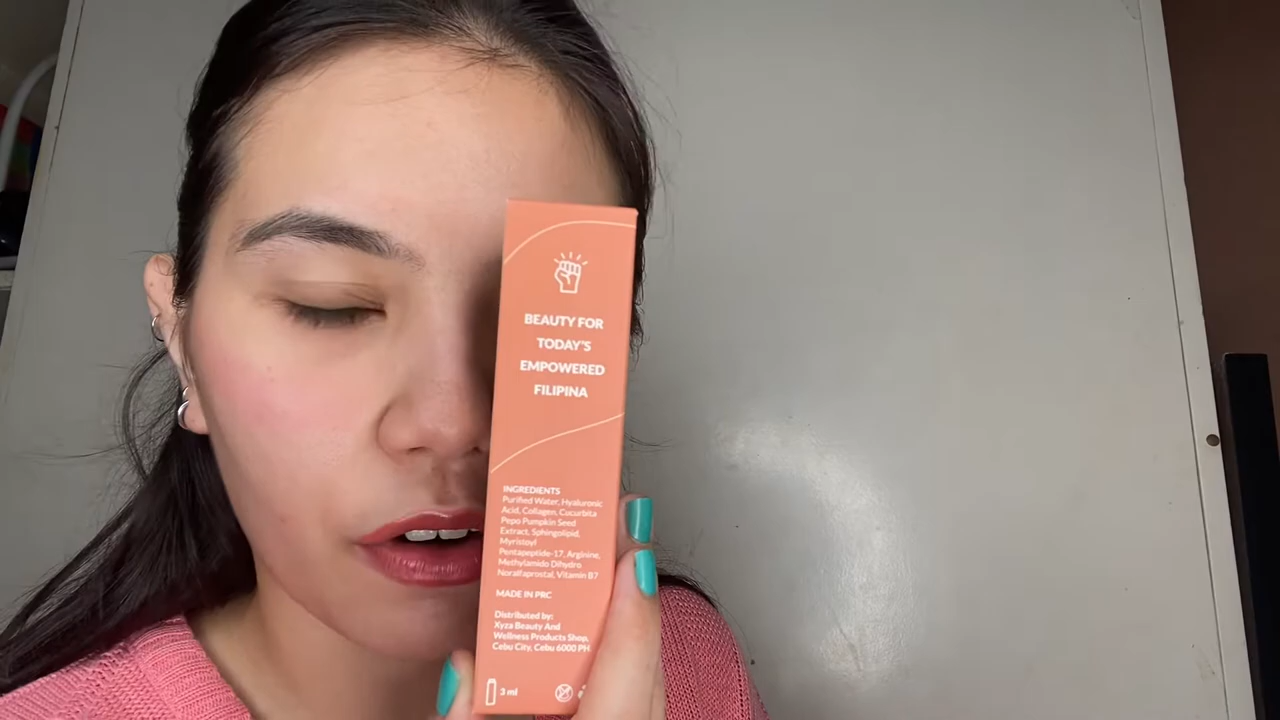 BEAUTY FOR
TODAY'S
EMPOWERED
FILIPINA
INGREDIENTS
Purified Water, Hyaluronic
Acid, Collagen, Cucurbita
Pepo Pumpkin Seed
Extract, Sphingolipid,
Myristoyl
Pentapeptide-17, Arginine,
Methylamido Dihydro
Noralfaprostal, Vitamin B7
MADE IN PRC
Distributed by:
Xyza Beauty And
Wellness Products Shop,
Cebu City, Cebu 6000 PH
3 ml